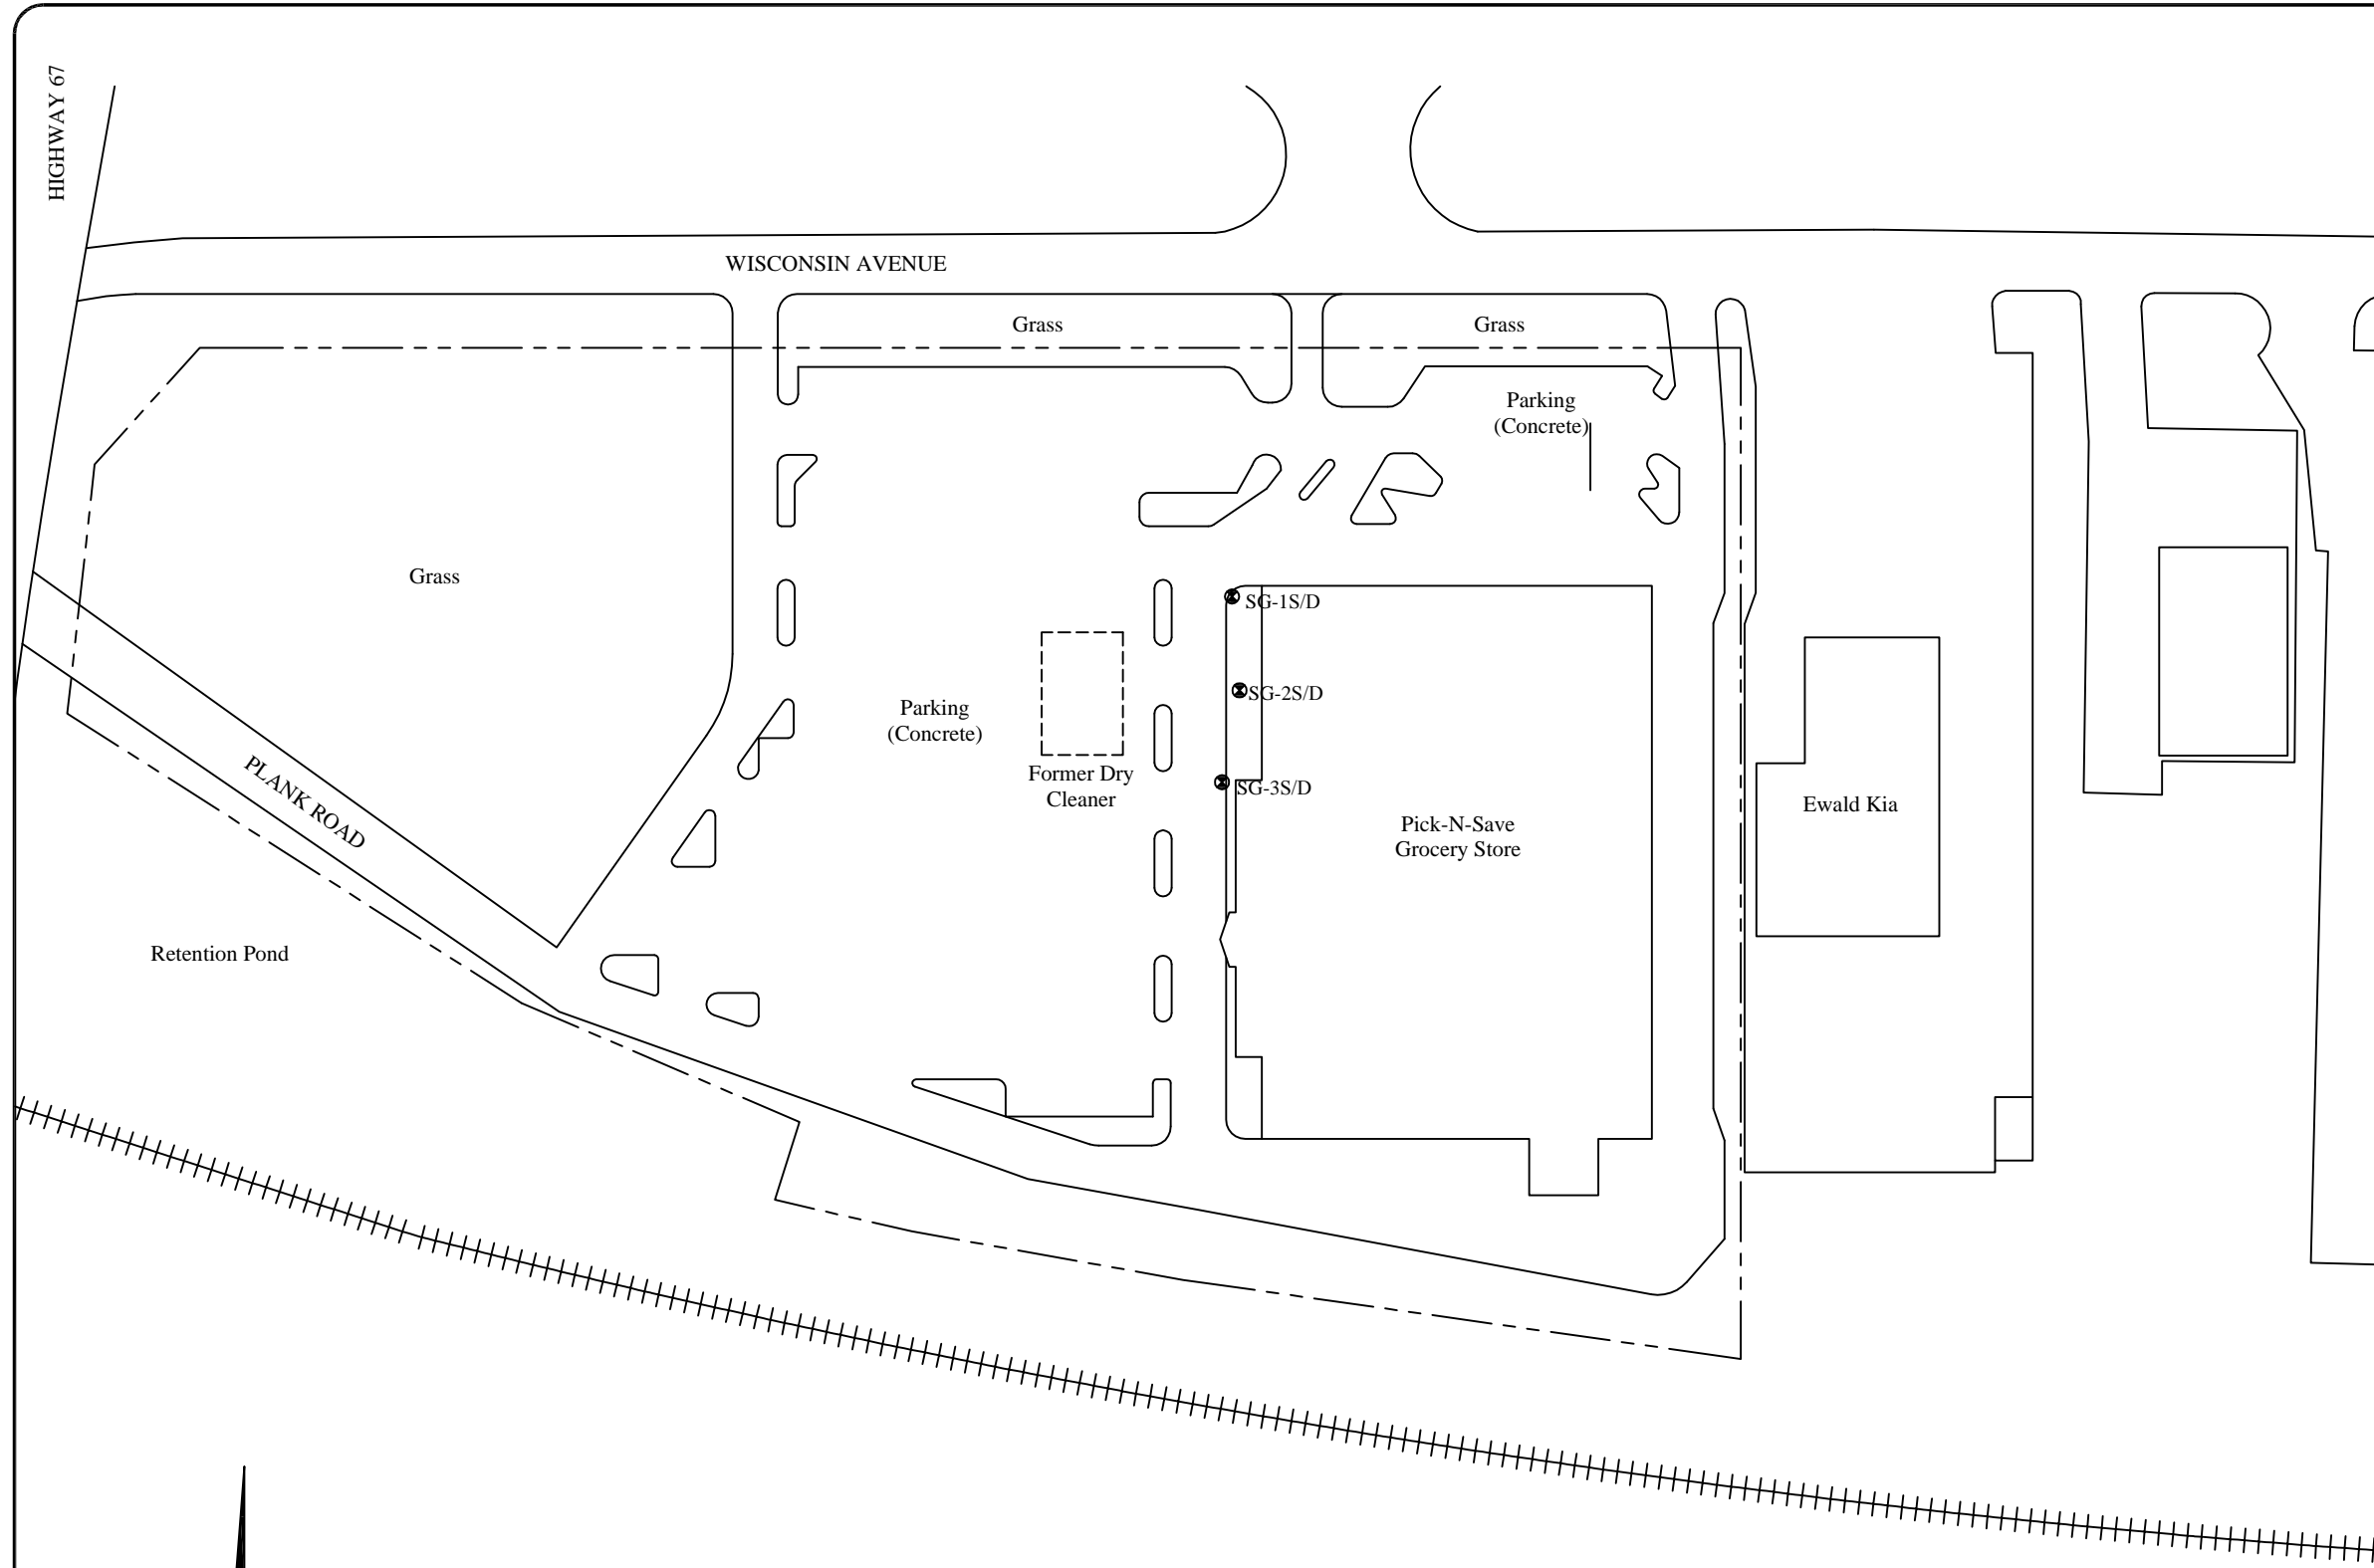 HIGHWAY 67
WISCONSIN AVENUE
Grass
Grass
Parking
(Concrete)
Grass
SG-1S/D
SG-2S/D
Parking
(Concrete)
Former Dry
Cleaner
SG-3S/D
PLANK ROAD
Pick-N-Save
Grocery Store
Ewald Kia
Retention Pond